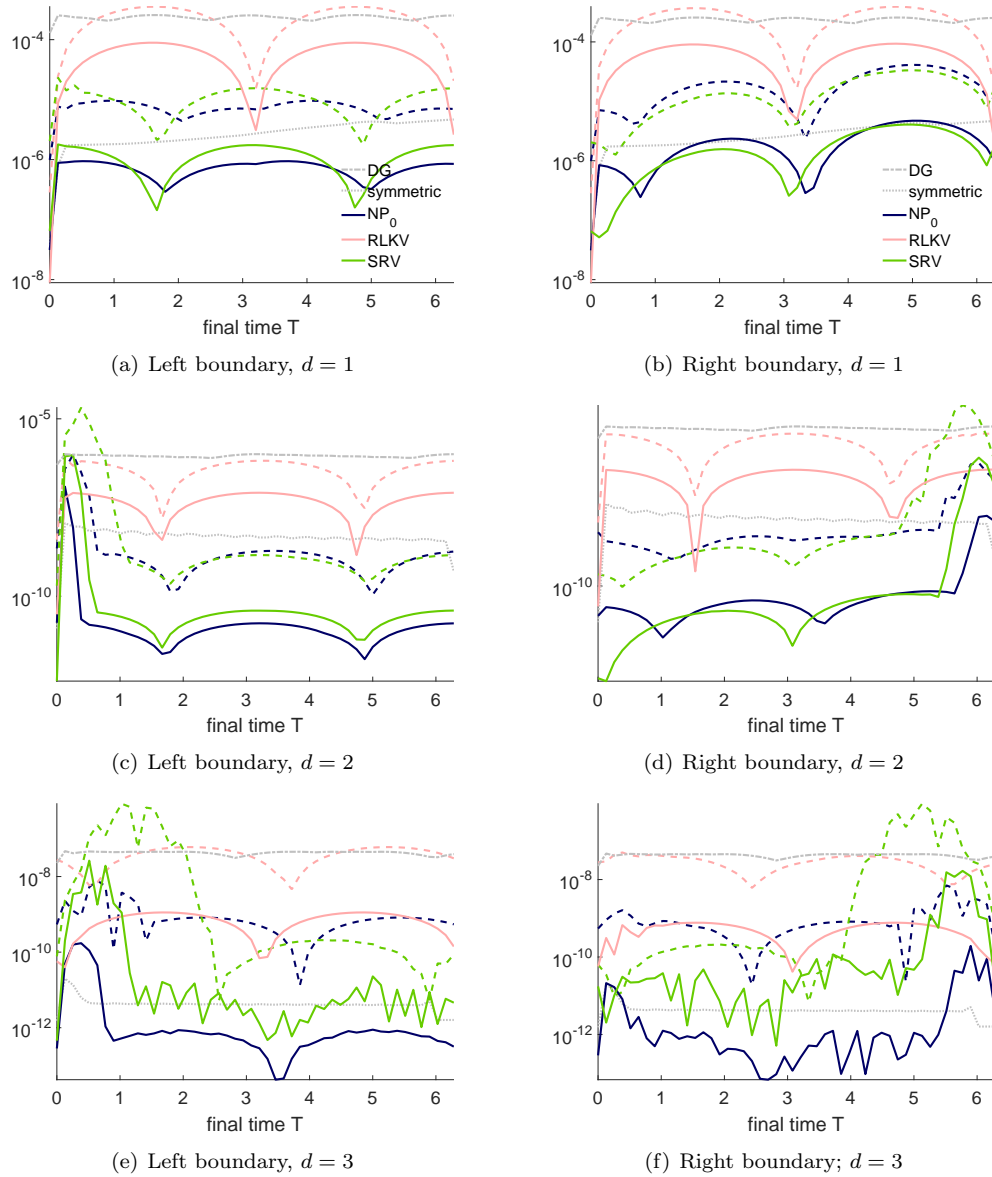 10^-4
10^-6
10^-8
DG
symmetric
NP_0
RLKV
SRV
0 1 2 3 4 5 6
final time T
(a) Left boundary, d = 1
10^-4
10^-6
10^-8
DG
symmetric
NP_0
RLKV
SRV
0 1 2 3 4 5 6
final time T
(b) Right boundary, d = 1
10^-5
10^-10
0 1 2 3 4 5 6
final time T
(c) Left boundary, d = 2
10^-10
0 1 2 3 4 5 6
final time T
(d) Right boundary, d = 2
10^-8
10^-10
10^-12
0 1 2 3 4 5 6
final time T
(e) Left boundary, d = 3
10^-8
10^-10
10^-12
0 1 2 3 4 5 6
final time T
(f) Right boundary; d = 3